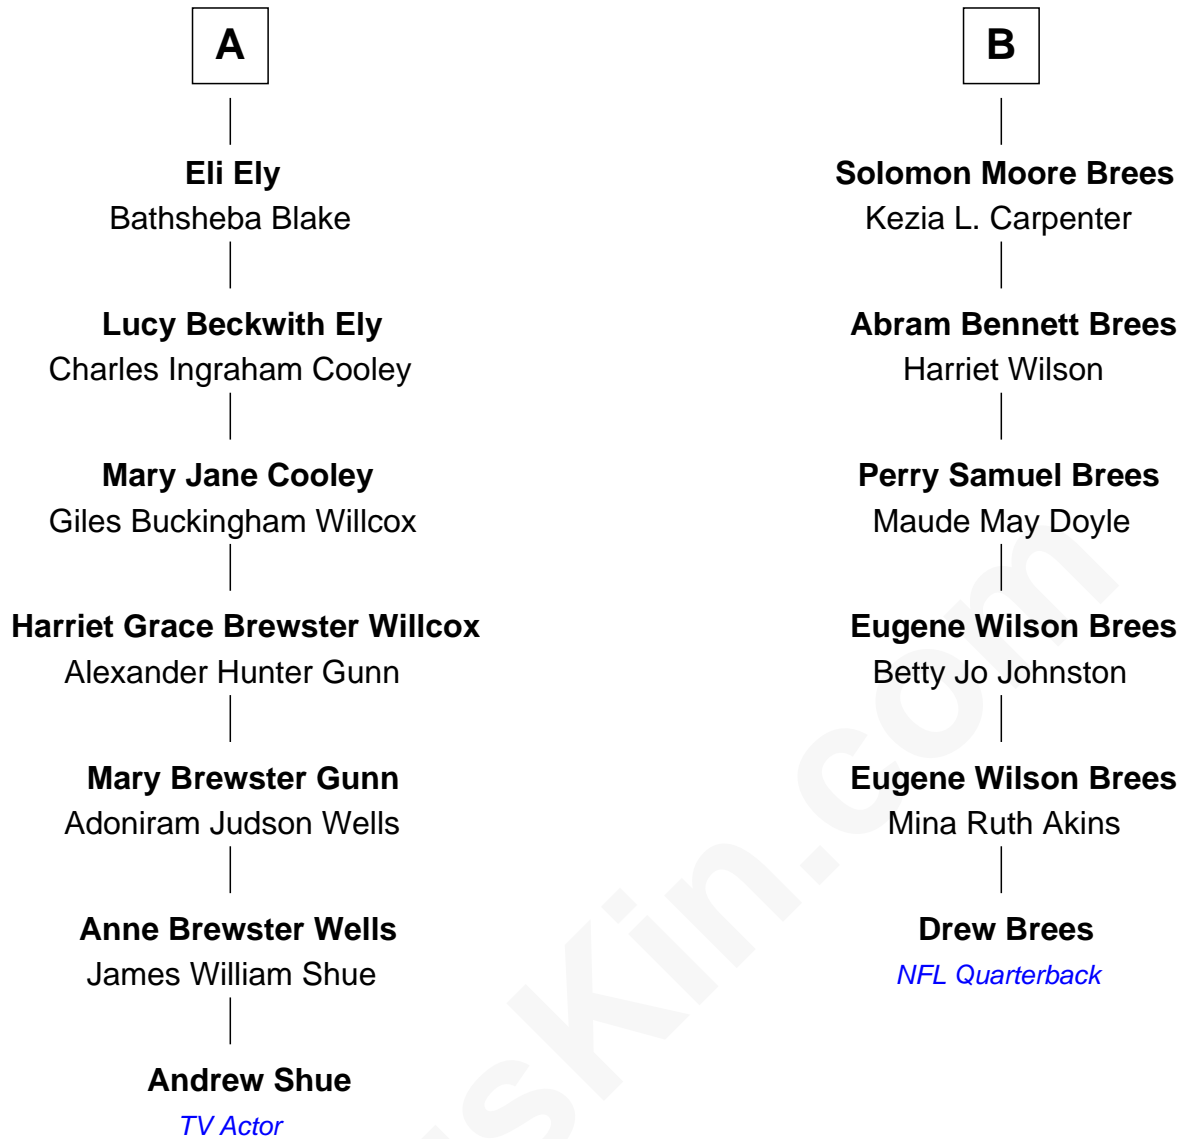 A
Eli Ely
Bathsheba Blake
Lucy Beckwith Ely
Charles Ingraham Cooley
Mary Jane Cooley
Giles Buckingham Willcox
Harriet Grace Brewster Willcox
Alexander Hunter Gunn
Mary Brewster Gunn
Adoniram Judson Wells
Anne Brewster Wells
James William Shue
Andrew Shue
TV Actor
B
Solomon Moore Brees
Kezia L. Carpenter
Abram Bennett Brees
Harriet Wilson
Perry Samuel Brees
Maude May Doyle
Eugene Wilson Brees
Betty Jo Johnston
Eugene Wilson Brees
Mina Ruth Akins
Drew Brees
NFL Quarterback
sKin.com